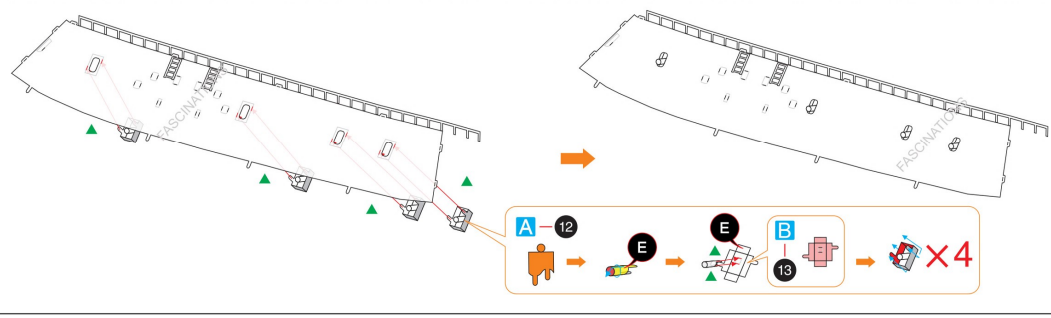 FASCINATIONS
FASCINATIONS
A 12
E
E
B
13
×4